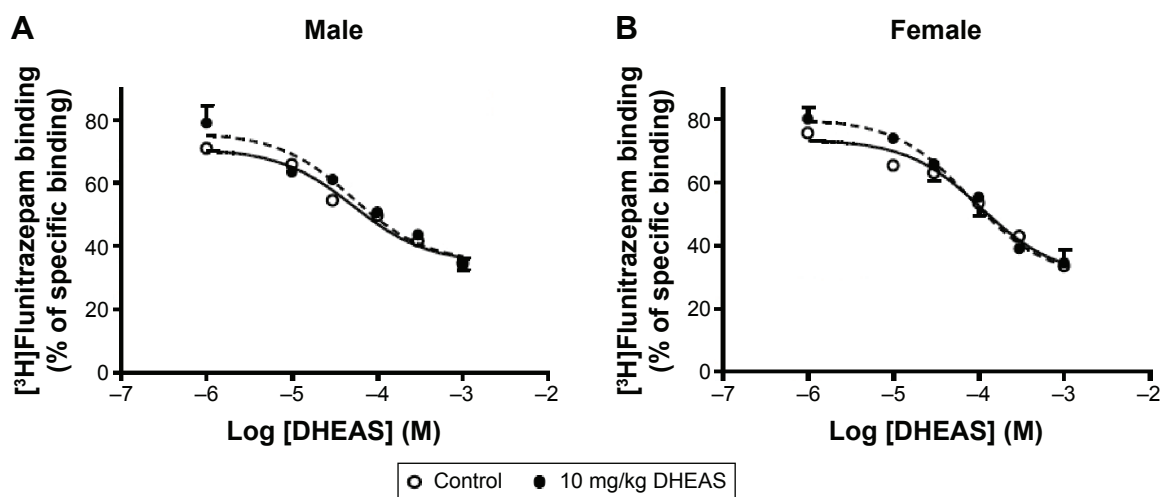 A
Male
[³H]Flunitrazepam binding
(% of specific binding)
80
60
40
20
0
–7
–6
–5
–4
–3
–2
Log [DHEAS] (M)
B
Female
[³H]Flunitrazepam binding
(% of specific binding)
80
60
40
20
0
–7
–6
–5
–4
–3
–2
Log [DHEAS] (M)
Control
10 mg/kg DHEAS